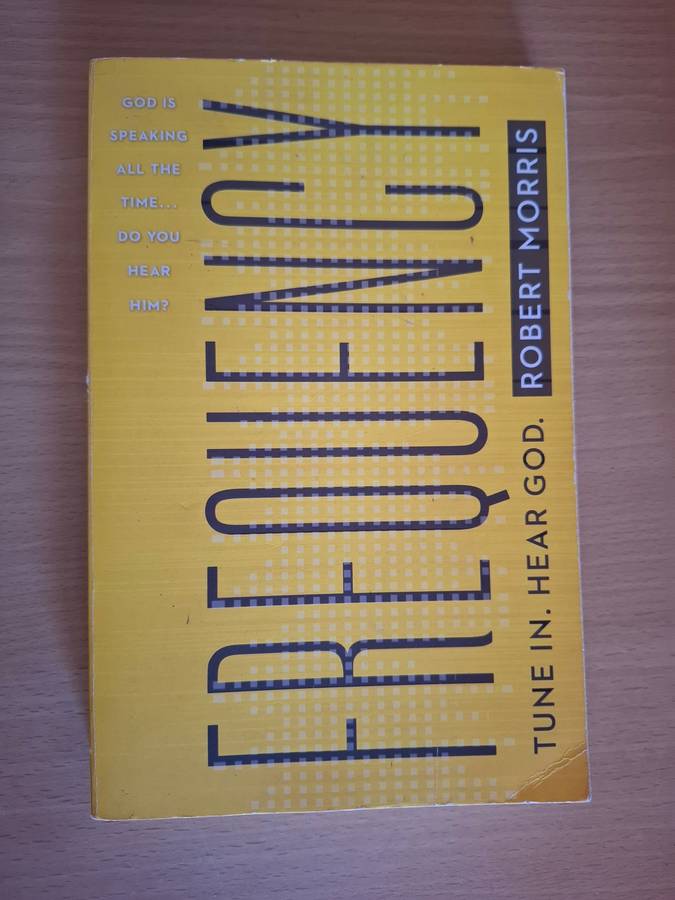 GOD IS
SPEAKING
ALL THE
TIME...
DO YOU
HEAR
HIM?
FREQUENCY
TUNE IN. HEAR GOD. ROBERT MORRIS